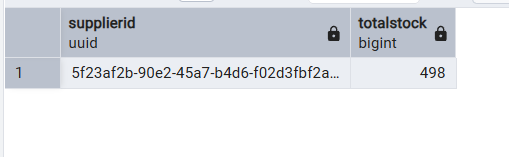 supplierid totalstock
uuid bigint
1 5f23af2b-90e2-45a7-b4d6-f02d3fbf2a… 498